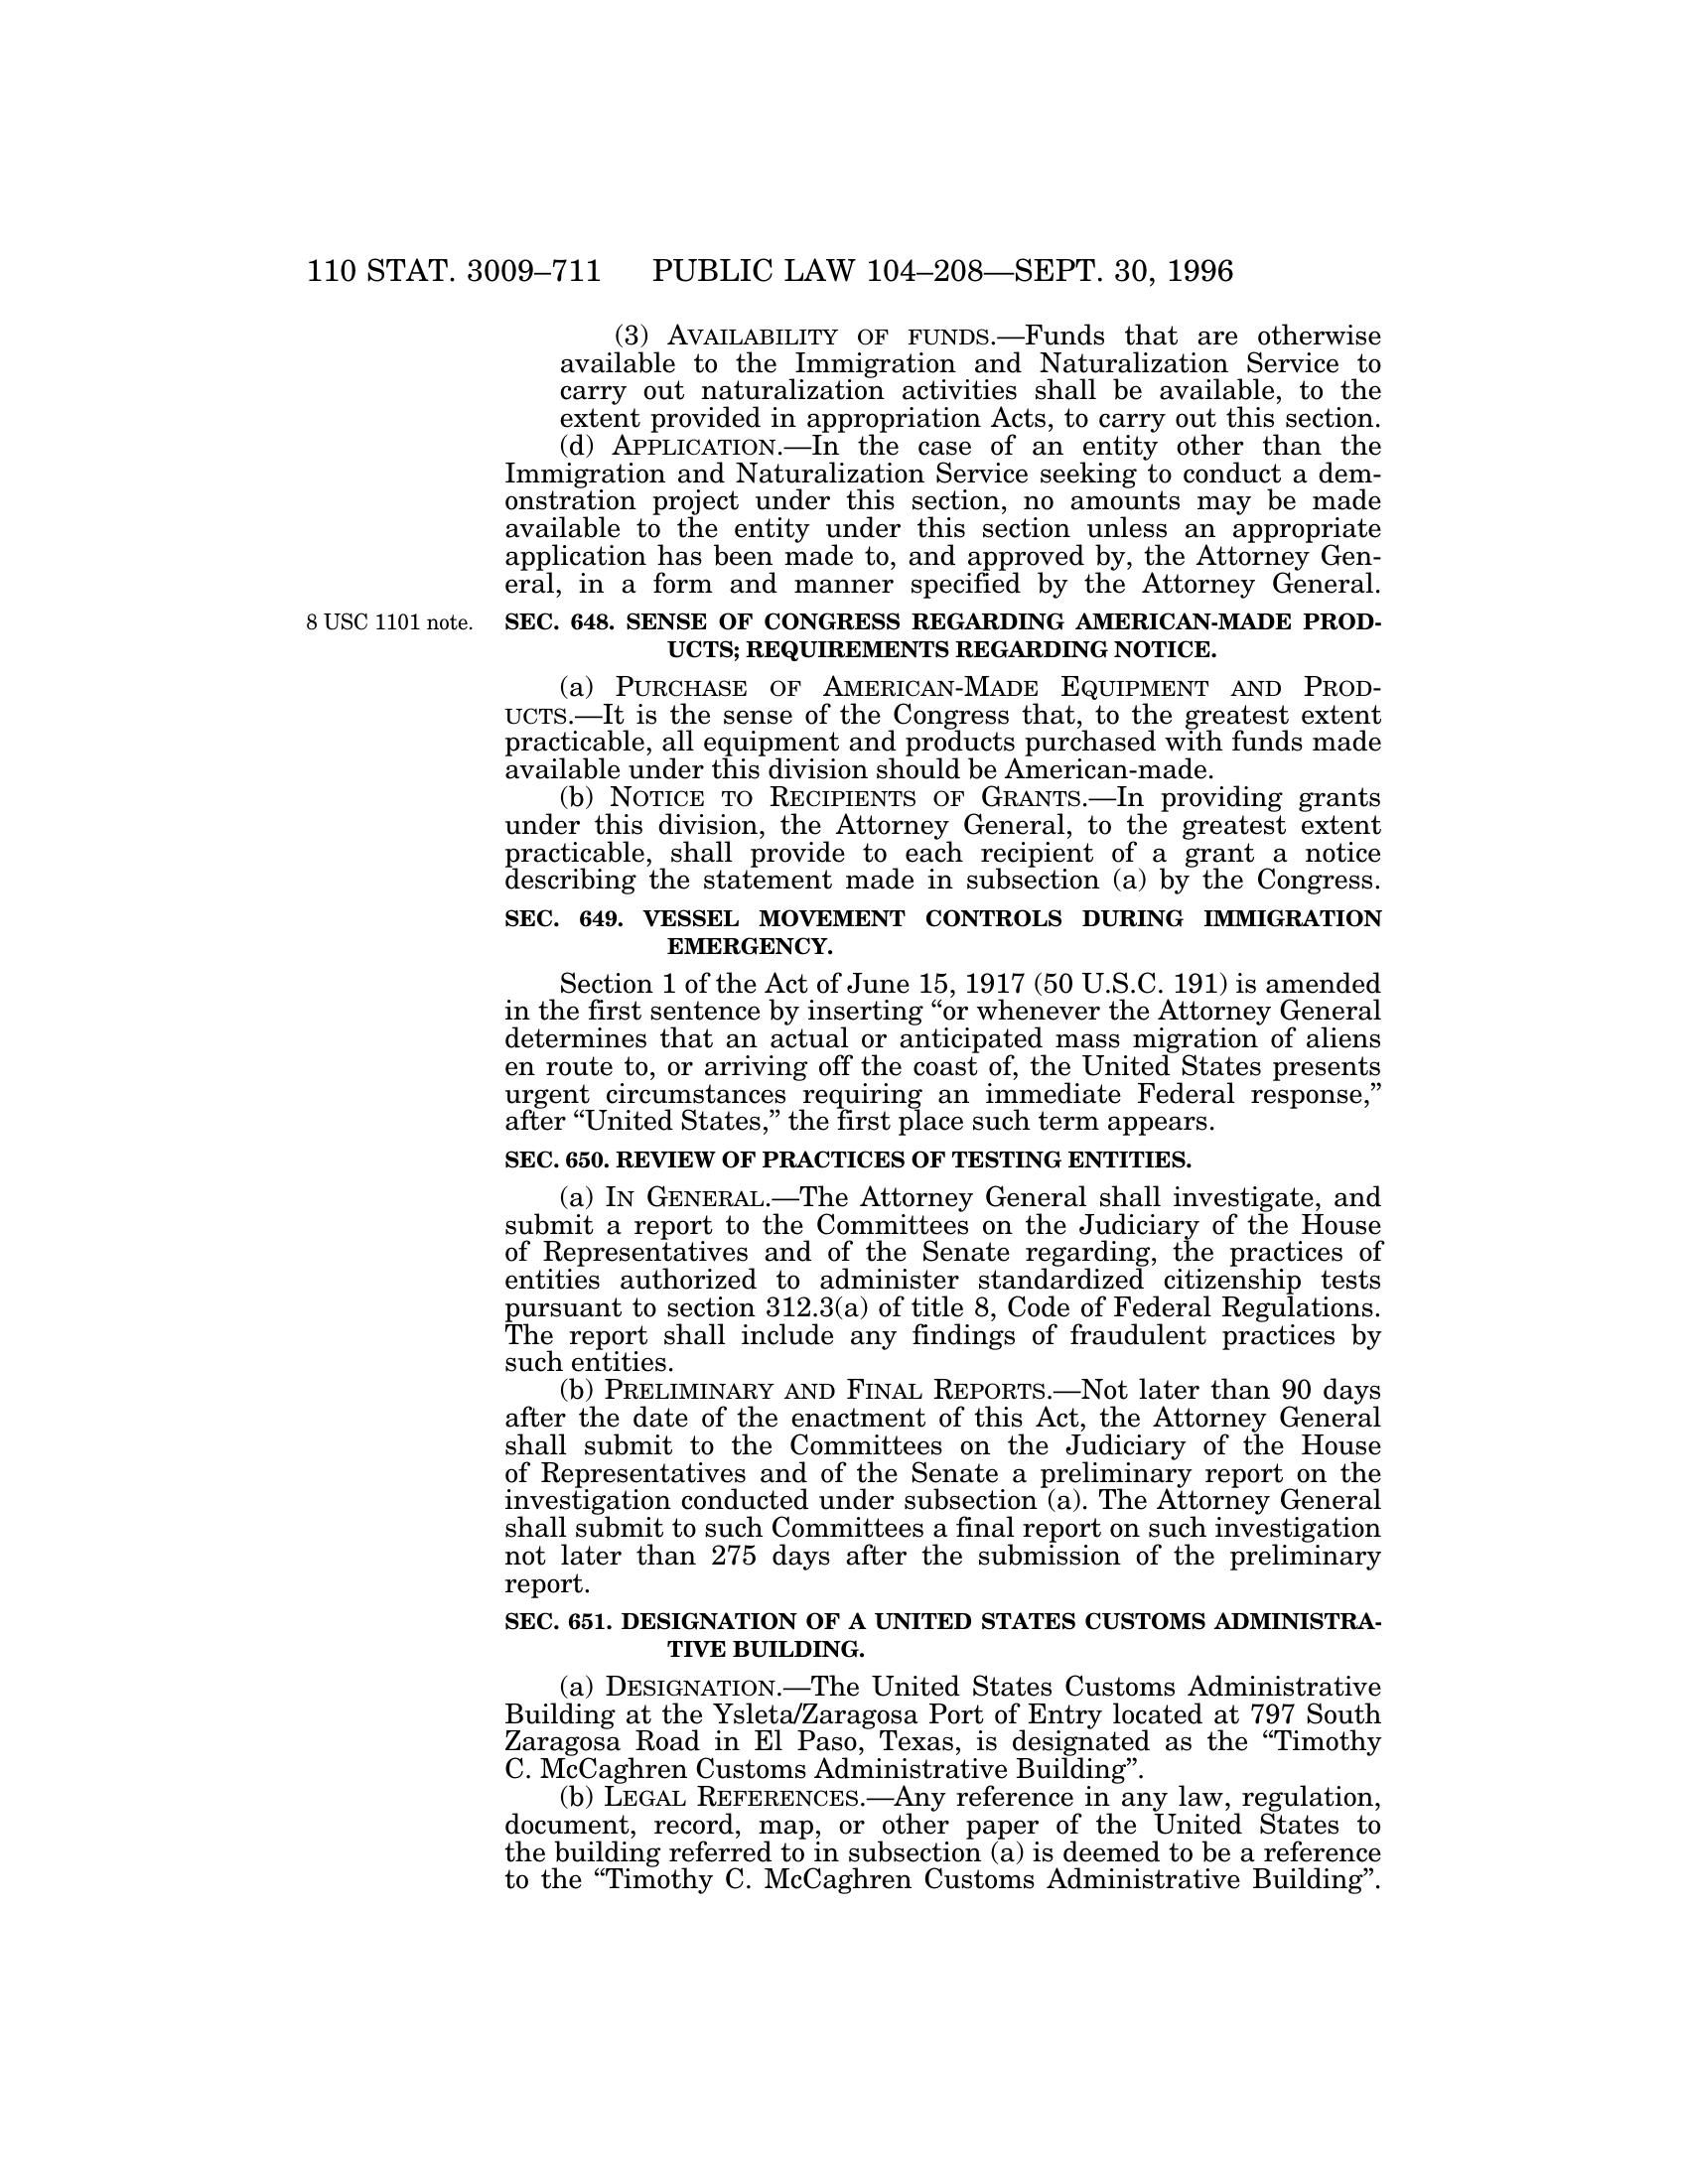 110 STAT. 3009–711 PUBLIC LAW 104–208—SEPT. 30, 1996
(3) AVAILABILITY OF FUNDS.—Funds that are otherwise
available to the Immigration and Naturalization Service to
carry out naturalization activities shall be available, to the
extent provided in appropriation Acts, to carry out this section.
(d) APPLICATION.—In the case of an entity other than the
Immigration and Naturalization Service seeking to conduct a dem-
onstration project under this section, no amounts may be made
available to the entity under this section unless an appropriate
application has been made to, and approved by, the Attorney Gen-
eral, in a form and manner specified by the Attorney General.
8 USC 1101 note.
SEC. 648. SENSE OF CONGRESS REGARDING AMERICAN-MADE PROD-
UCTS; REQUIREMENTS REGARDING NOTICE.
(a) PURCHASE OF AMERICAN-MADE EQUIPMENT AND PROD-
UCTS.—It is the sense of the Congress that, to the greatest extent
practicable, all equipment and products purchased with funds made
available under this division should be American-made.
(b) NOTICE TO RECIPIENTS OF GRANTS.—In providing grants
under this division, the Attorney General, to the greatest extent
practicable, shall provide to each recipient of a grant a notice
describing the statement made in subsection (a) by the Congress.
SEC. 649. VESSEL MOVEMENT CONTROLS DURING IMMIGRATION
EMERGENCY.
Section 1 of the Act of June 15, 1917 (50 U.S.C. 191) is amended
in the first sentence by inserting “or whenever the Attorney General
determines that an actual or anticipated mass migration of aliens
en route to, or arriving off the coast of, the United States presents
urgent circumstances requiring an immediate Federal response,”
after “United States,” the first place such term appears.
SEC. 650. REVIEW OF PRACTICES OF TESTING ENTITIES.
(a) IN GENERAL.—The Attorney General shall investigate, and
submit a report to the Committees on the Judiciary of the House
of Representatives and of the Senate regarding, the practices of
entities authorized to administer standardized citizenship tests
pursuant to section 312.3(a) of title 8, Code of Federal Regulations.
The report shall include any findings of fraudulent practices by
such entities.
(b) PRELIMINARY AND FINAL REPORTS.—Not later than 90 days
after the date of the enactment of this Act, the Attorney General
shall submit to the Committees on the Judiciary of the House
of Representatives and of the Senate a preliminary report on the
investigation conducted under subsection (a). The Attorney General
shall submit to such Committees a final report on such investigation
not later than 275 days after the submission of the preliminary
report.
SEC. 651. DESIGNATION OF A UNITED STATES CUSTOMS ADMINISTRA-
TIVE BUILDING.
(a) DESIGNATION.—The United States Customs Administrative
Building at the Ysleta/Zaragosa Port of Entry located at 797 South
Zaragosa Road in El Paso, Texas, is designated as the “Timothy
C. McCaghren Customs Administrative Building”.
(b) LEGAL REFERENCES.—Any reference in any law, regulation,
document, record, map, or other paper of the United States to
the building referred to in subsection (a) is deemed to be a reference
to the “Timothy C. McCaghren Customs Administrative Building”.